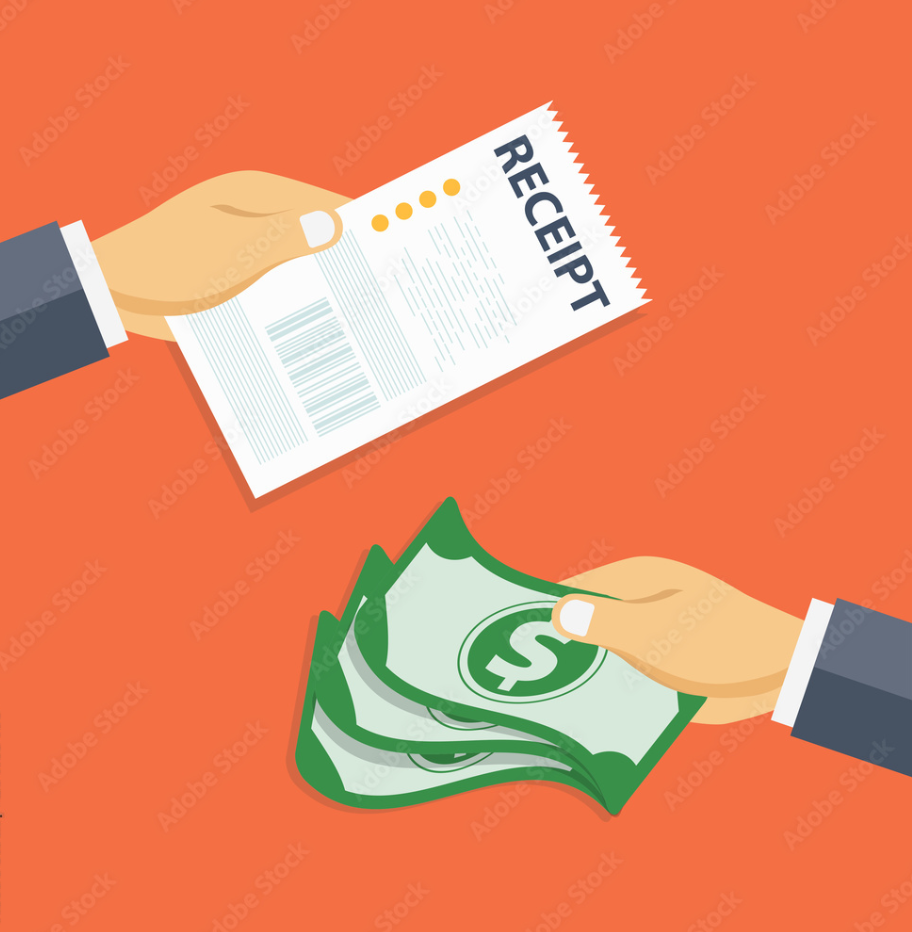 RECEIPT
$
Adobe Stock